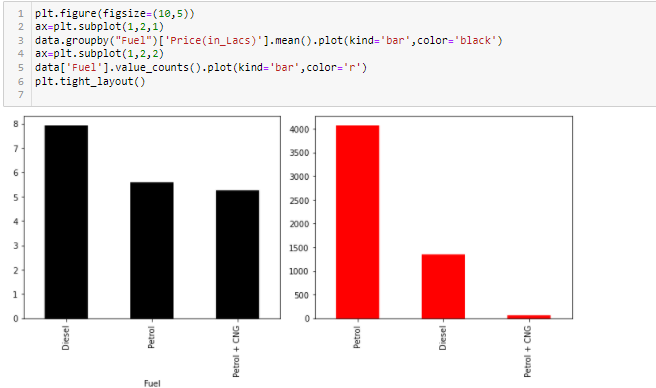 1 plt.figure(figsize=(10,5))
2 ax=plt.subplot(1,2,1)
3 data.groupby("Fuel")['Price(in_Lacs)'].mean().plot(kind='bar',color='black')
4 ax=plt.subplot(1,2,2)
5 data['Fuel'].value_counts().plot(kind='bar',color='r')
6 plt.tight_layout()
7
8
7
6
5
4
3
2
1
0
Diesel
Petrol
Petrol + CNG
Fuel
4000
3500
3000
2500
2000
1500
1000
500
0
Petrol
Diesel
Petrol + CNG